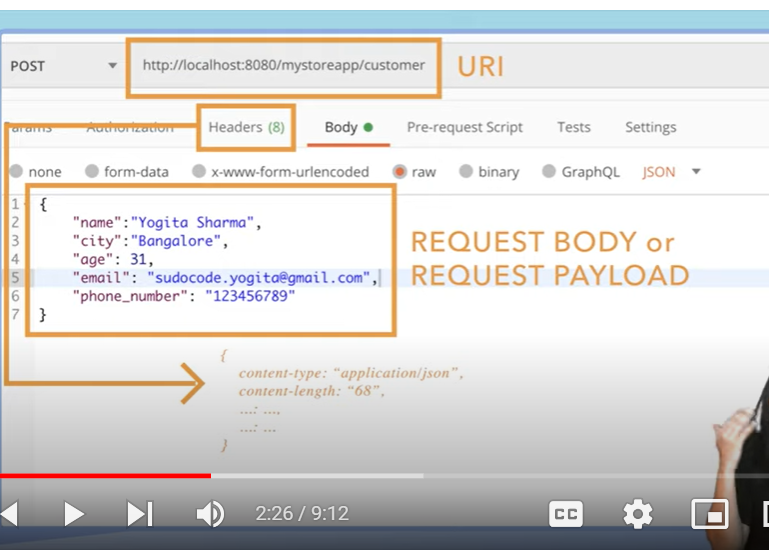 POST http://localhost:8080/mystoreapp/customer URI
Params Authorization Headers (8) Body Pre-request Script Tests Settings
none form-data x-www-form-urlencoded raw binary GraphQL JSON
1 {
2 "name":"Yogita Sharma",
3 "city":"Bangalore",
4 "age": 31,
5 "email": "sudocode.yogita@gmail.com",
6 "phone_number": "123456789"
7 }
REQUEST BODY or
REQUEST PAYLOAD
{
content-type: “application/json”,
content-length: “68”,
...: ...,
...: ...
}
2:26 / 9:12
CC